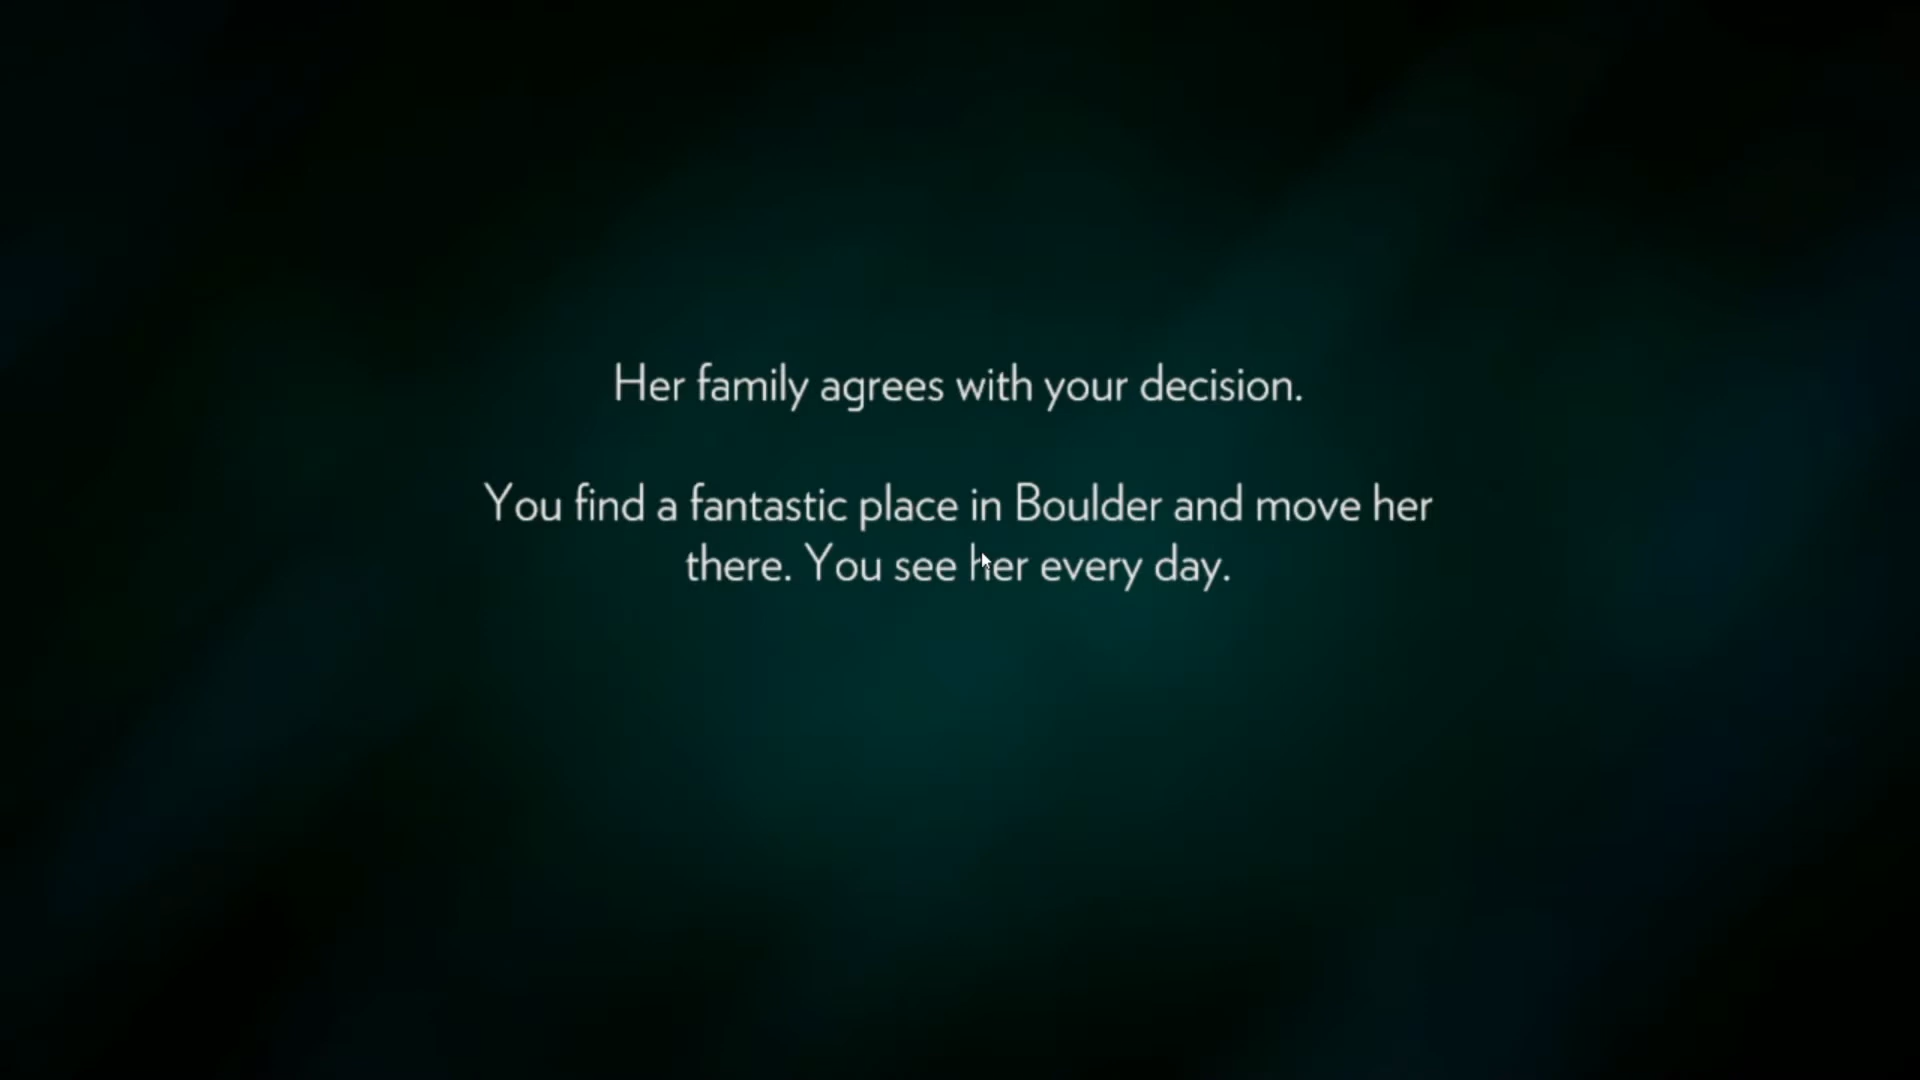 Her family agrees with your decision.
You find a fantastic place in Boulder and move her
there. You see her every day.